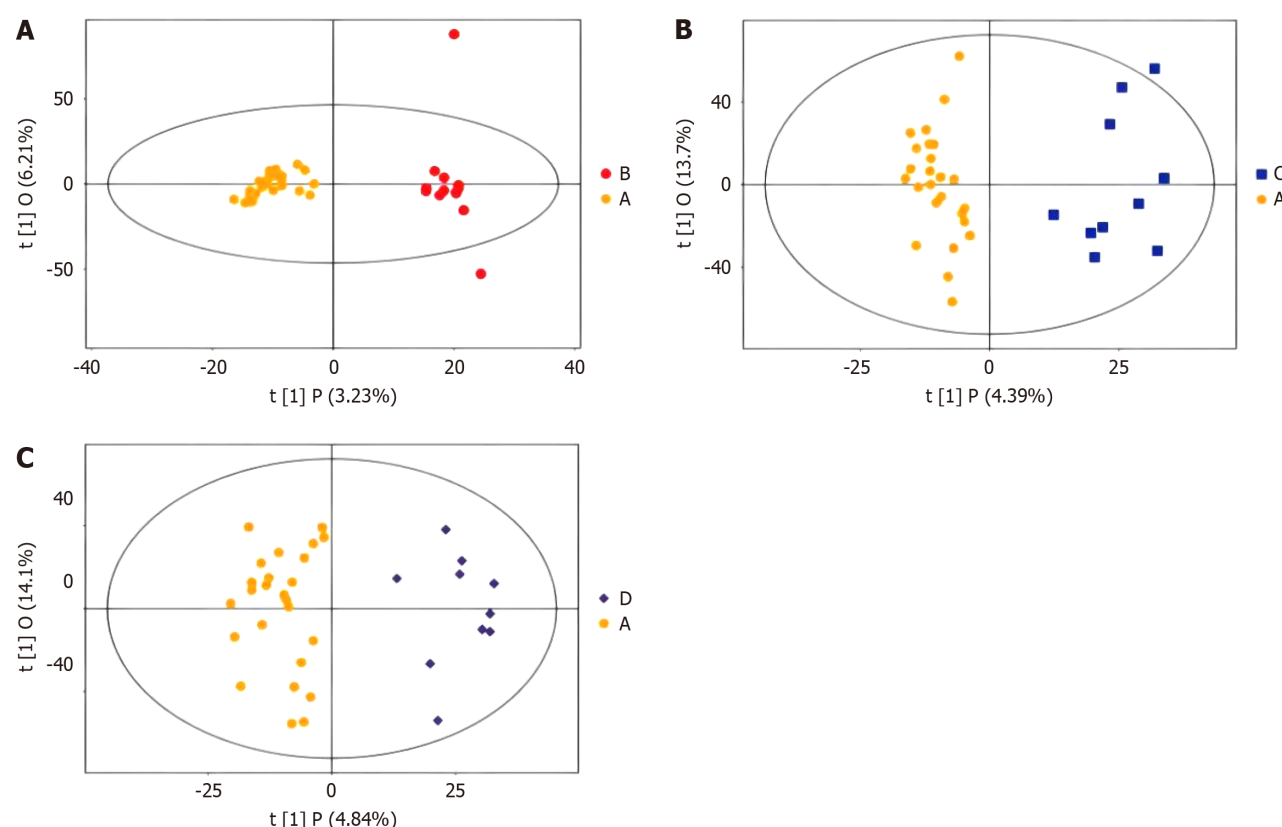 A
50
0
-50
t [1] O (6.21%)
-40 -20 0 20 40
t [1] P (3.23%)
B
A
B
40
0
-40
t [1] O (13.7%)
-25 0 25
t [1] P (4.39%)
A
C
40
0
-40
t [1] O (14.1%)
-25 0 25
t [1] P (4.84%)
D
A